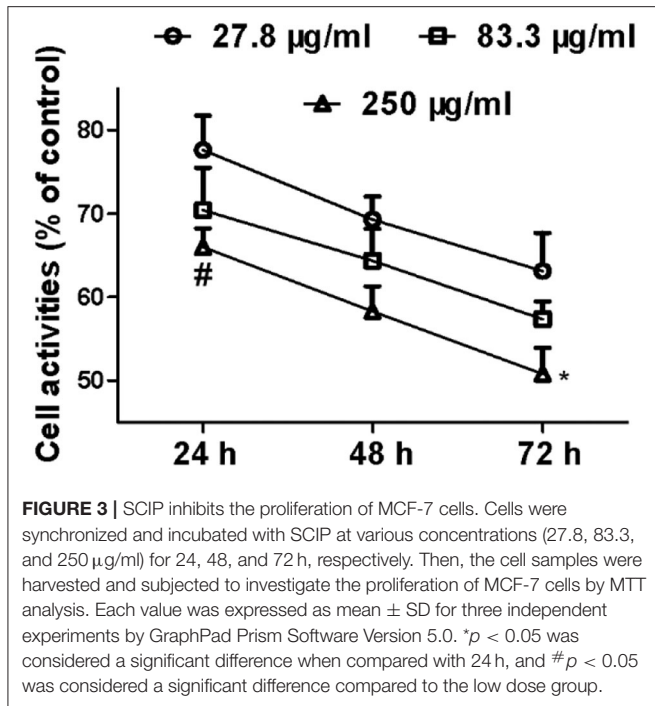 27.8 µg/ml 83.3 µg/ml
250 µg/ml
Cell activities (% of control)
80
70
60
50
#
*
24 h 48 h 72 h
FIGURE 3 | SCIP inhibits the proliferation of MCF-7 cells. Cells were
synchronized and incubated with SCIP at various concentrations (27.8, 83.3,
and 250 µg/ml) for 24, 48, and 72 h, respectively. Then, the cell samples were
harvested and subjected to investigate the proliferation of MCF-7 cells by MTT
analysis. Each value was expressed as mean ± SD for three independent
experiments by GraphPad Prism Software Version 5.0. *p < 0.05 was
considered a significant difference when compared with 24 h, and #p < 0.05
was considered a significant difference compared to the low dose group.